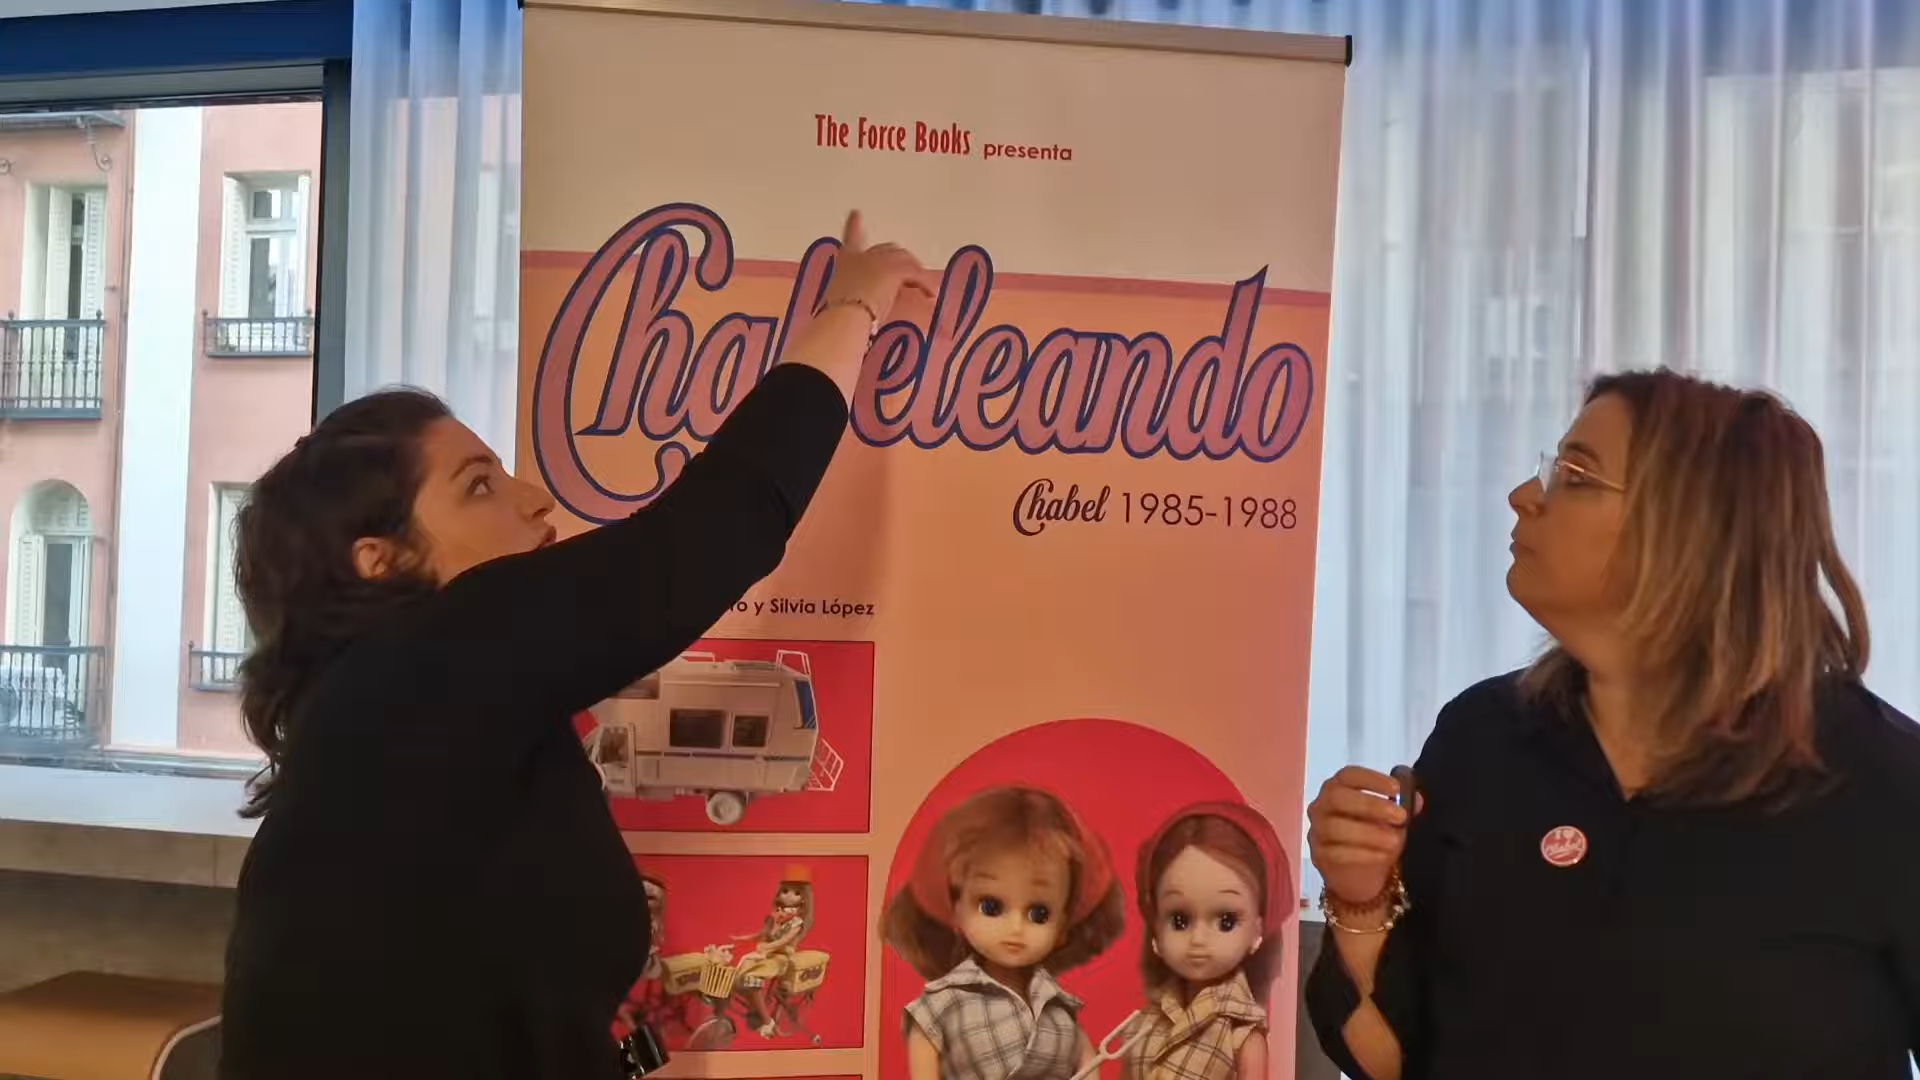 The Force Books presenta
Chabeleando
Chabel 1985-1988
y Silvia López